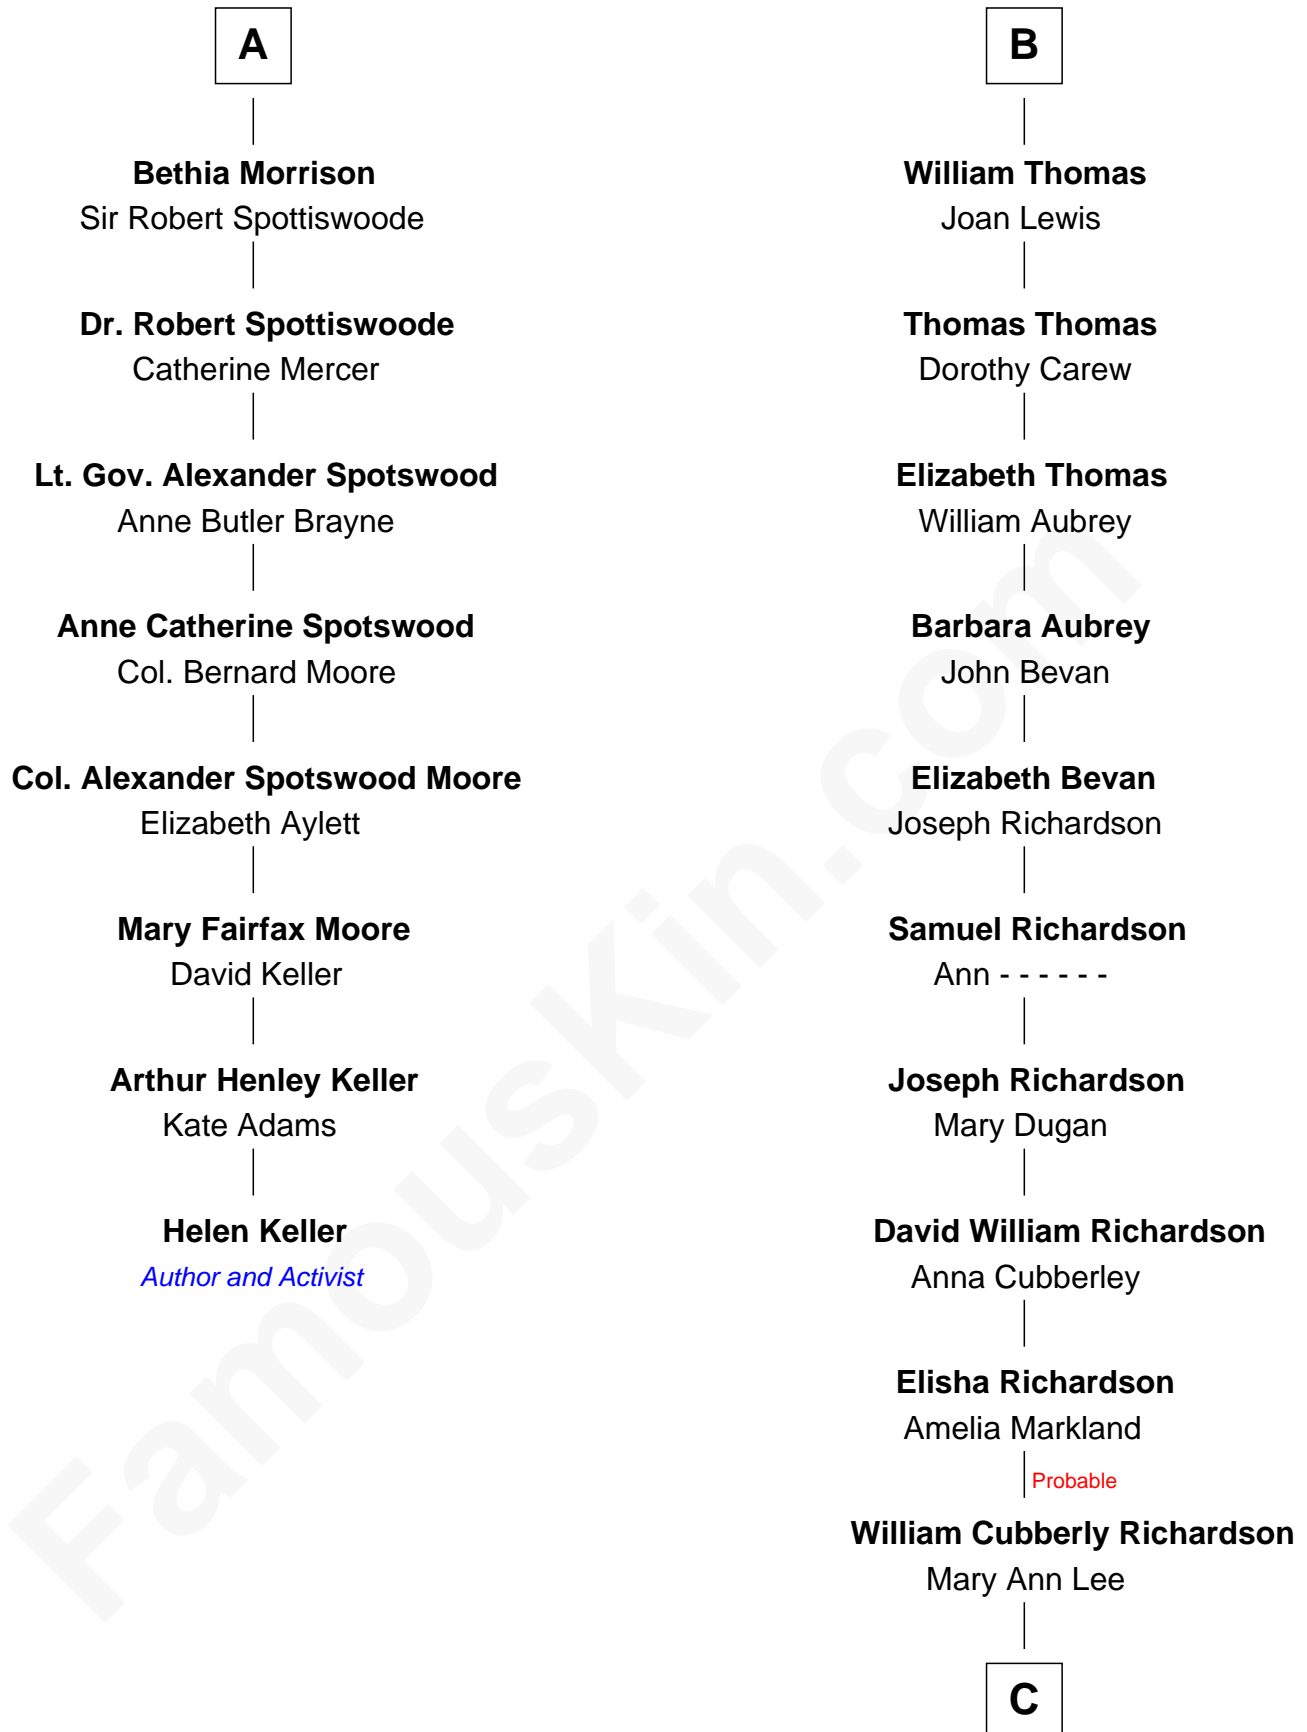 A
Bethia Morrison
Sir Robert Spottiswoode
Dr. Robert Spottiswoode
Catherine Mercer
Lt. Gov. Alexander Spotswood
Anne Butler Brayne
Anne Catherine Spotswood
Col. Bernard Moore
Col. Alexander Spotswood Moore
Elizabeth Aylett
Mary Fairfax Moore
David Keller
Arthur Henley Keller
Kate Adams
Helen Keller
Author and Activist
B
William Thomas
Joan Lewis
Thomas Thomas
Dorothy Carew
Elizabeth Thomas
William Aubrey
Barbara Aubrey
John Bevan
Elizabeth Bevan
Joseph Richardson
Samuel Richardson
Ann - - - - - -
Joseph Richardson
Mary Dugan
David William Richardson
Anna Cubberley
Elisha Richardson
Amelia Markland
Probable
William Cubberly Richardson
Mary Ann Lee
C
FamousKin.com